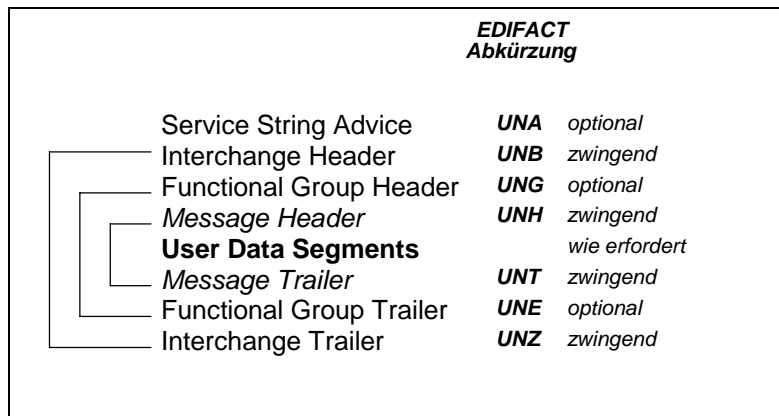 EDIFACT
Abkürzung
Service String Advice UNA optional
Interchange Header UNB zwingend
Functional Group Header UNG optional
Message Header UNH zwingend
User Data Segments wie erfordert
Message Trailer UNT zwingend
Functional Group Trailer UNE optional
Interchange Trailer UNZ zwingend